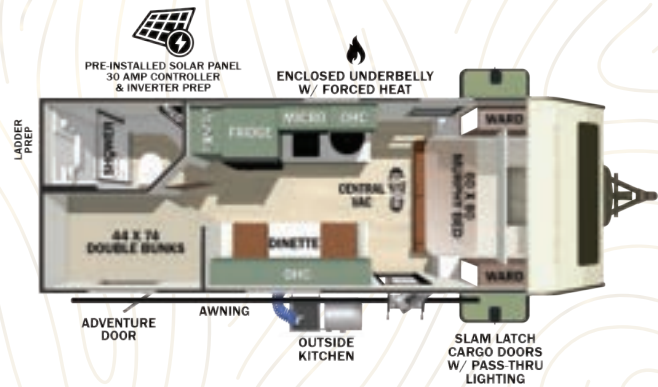 PRE-INSTALLED SOLAR PANEL
30 AMP CONTROLLER
& INVERTER PREP
ENCLOSED UNDERBELLY
W/ FORCED HEAT
LADDER
PREP
SHOWER
FRIDGE
MICRO
OHC
WARD
CENTRAL
VAC
60 X 80
MURPHY BED
44 X 74
DOUBLE BUNKS
DINETTE
OHC
WARD
AWNING
ADVENTURE
DOOR
OUTSIDE
KITCHEN
SLAM LATCH
CARGO DOORS
W/ PASS-THRU
LIGHTING